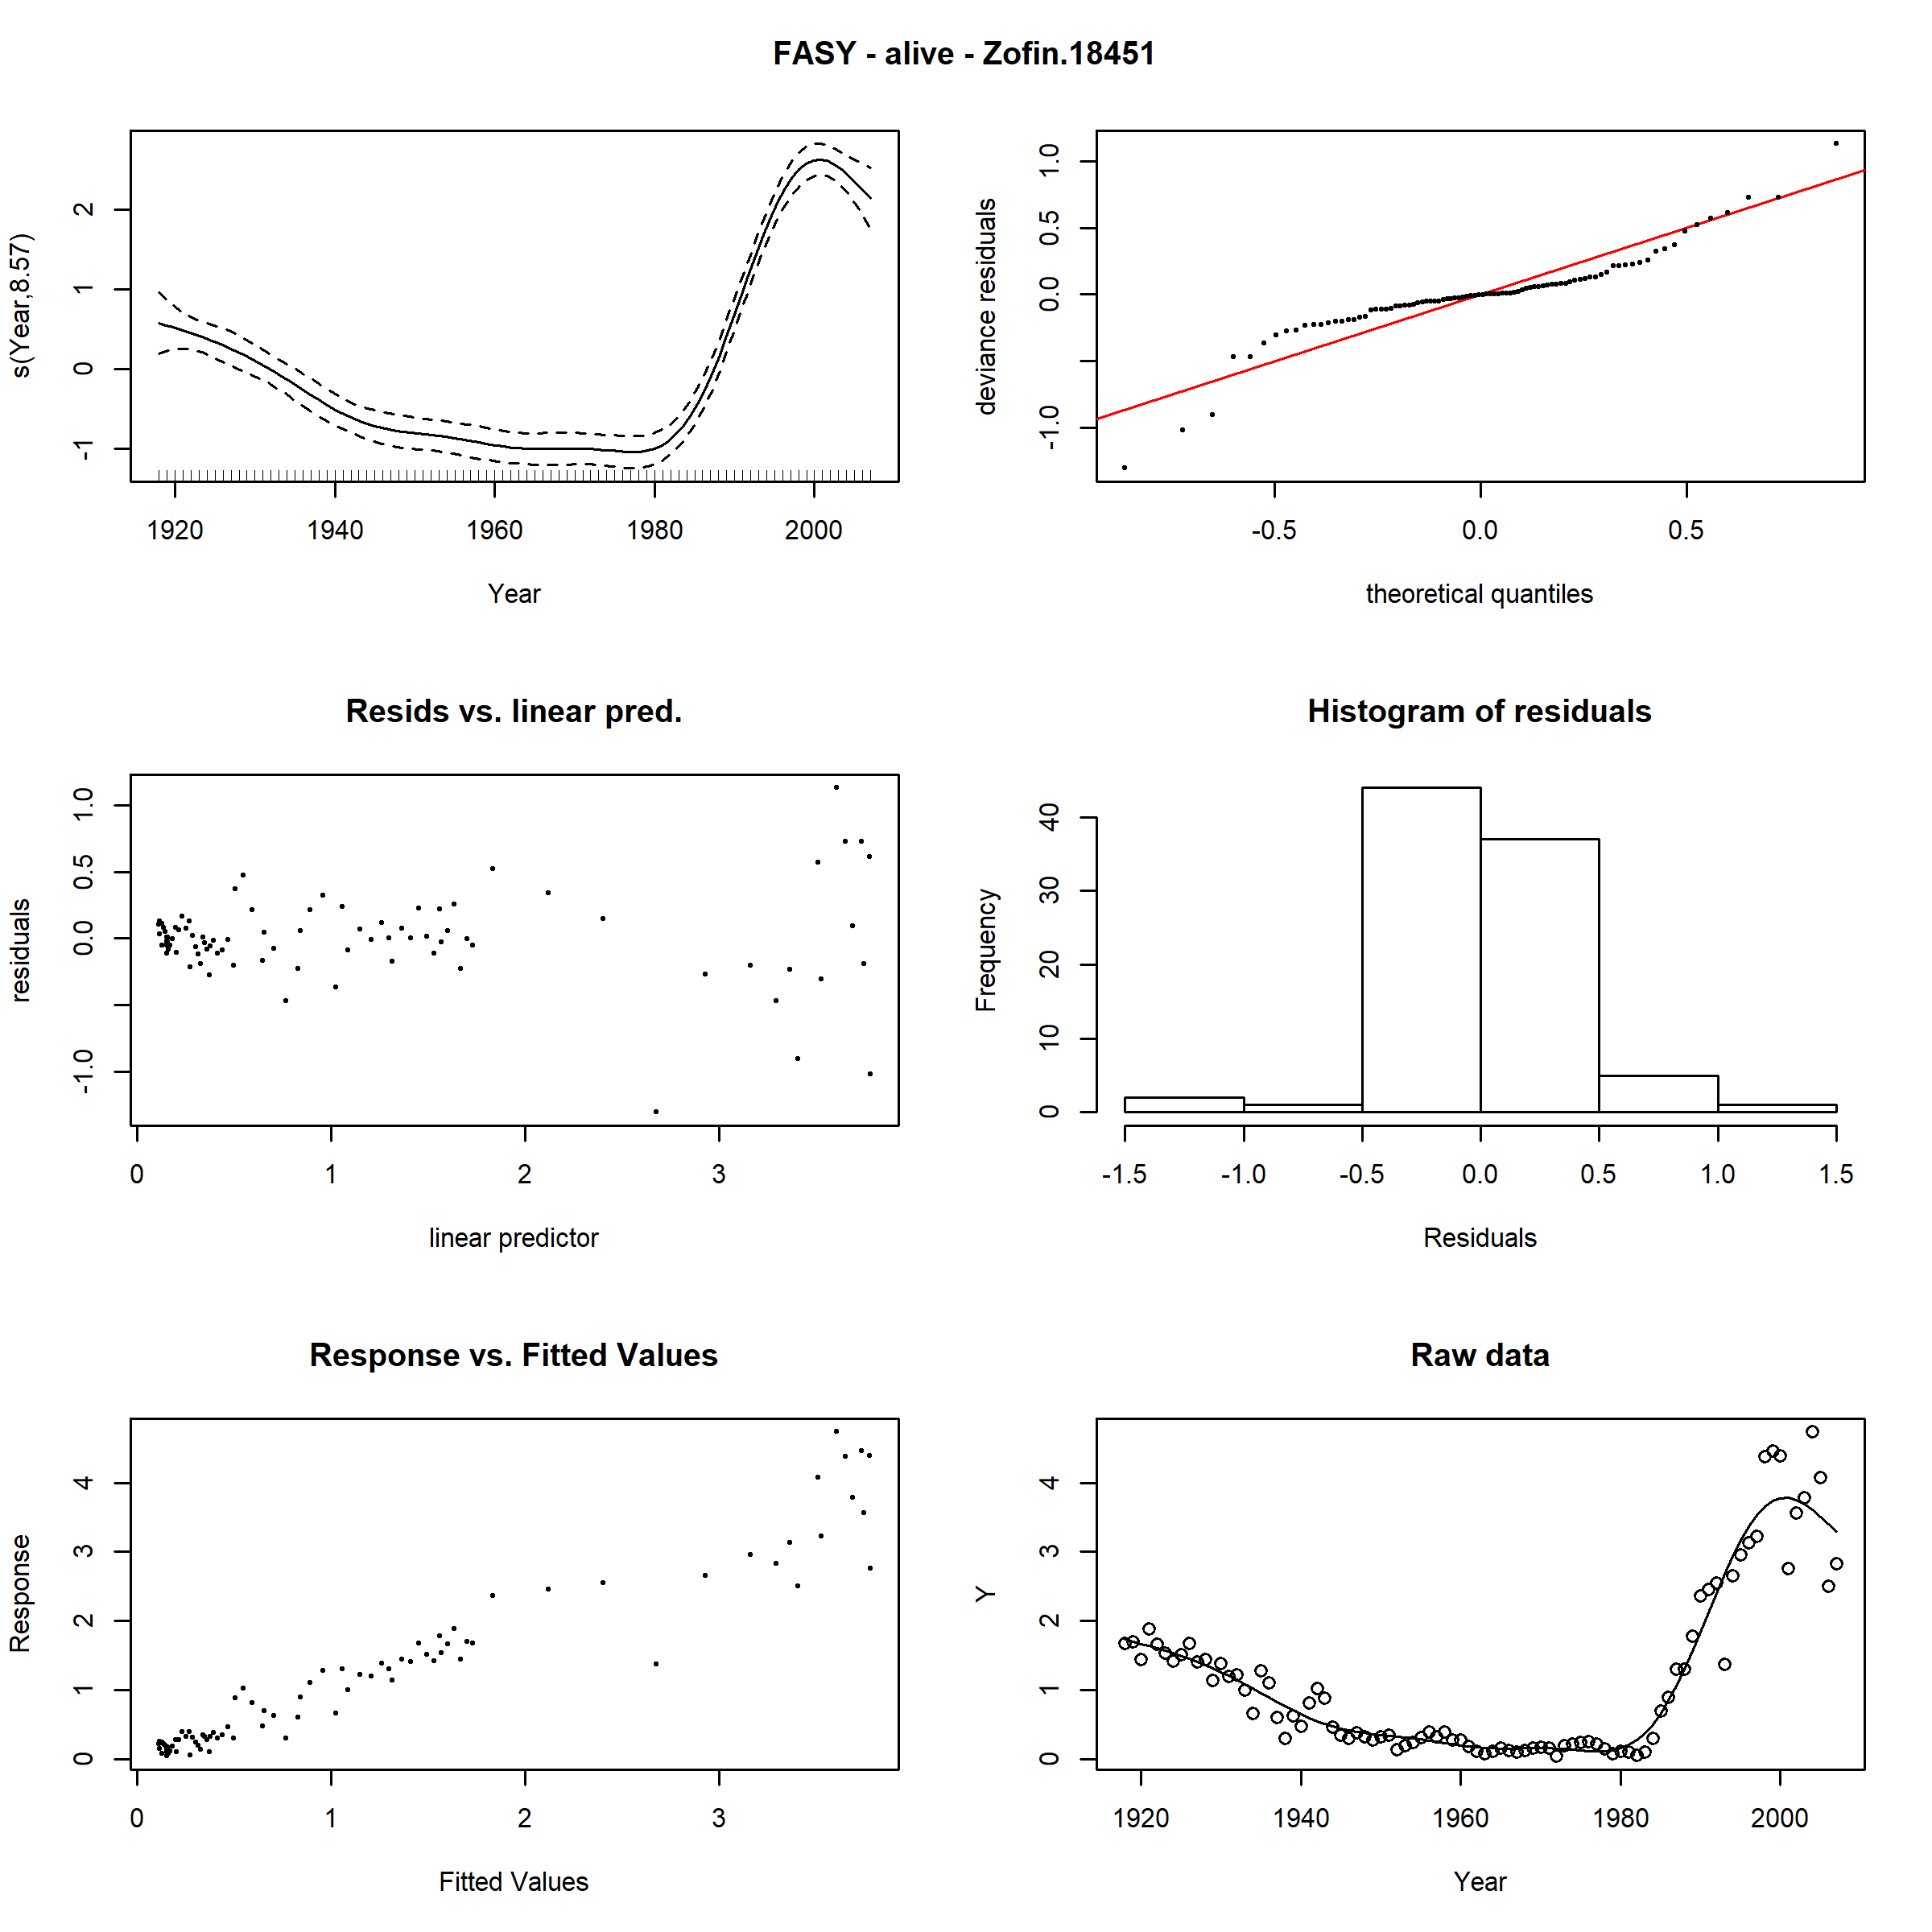 FASY - alive - Zofin.18451
s(Year,8.57)
2
1
0
-1
1920 1940 1960 1980 2000
Year
deviance residuals
1.0
0.5
0.0
-1.0
-0.5 0.0 0.5
theoretical quantiles
Resids vs. linear pred.
residuals
1.0
0.5
0.0
-1.0
0 1 2 3
linear predictor
Histogram of residuals
Frequency
40
30
20
10
0
-1.5 -1.0 -0.5 0.0 0.5 1.0 1.5
Residuals
Response vs. Fitted Values
Response
4
3
2
1
0
0 1 2 3
Fitted Values
Raw data
Y
4
3
2
1
0
1920 1940 1960 1980 2000
Year